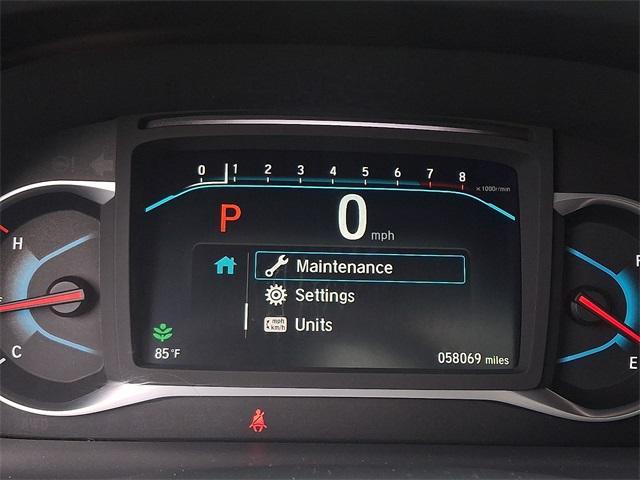 0 1 2 3 4 5 6 7 8
x1000r/min
P 0 mph
H
Maintenance
Settings
mph
km/h Units
C
E
85°F
058069 miles